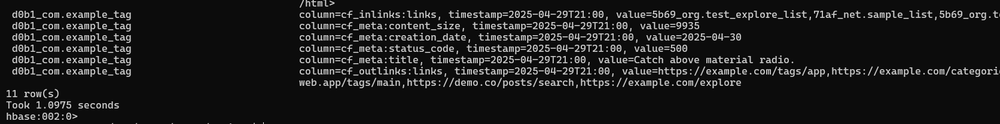 /html>
d0b1_com.example_tag column=cf_inlinks:links, timestamp=2025-04-29T21:00, value=5b69_org.test_explore_list,71af_net.sample_list,5b69_org.te
d0b1_com.example_tag column=cf_meta:content_size, timestamp=2025-04-29T21:00, value=9935
d0b1_com.example_tag column=cf_meta:creation_date, timestamp=2025-04-29T21:00, value=2025-04-30
d0b1_com.example_tag column=cf_meta:status_code, timestamp=2025-04-29T21:00, value=500
d0b1_com.example_tag column=cf_meta:title, timestamp=2025-04-29T21:00, value=Catch above material radio.
d0b1_com.example_tag column=cf_outlinks:links, timestamp=2025-04-29T21:00, value=https://example.com/tags/app,https://example.com/categorie
web.app/tags/main,https://demo.co/posts/search,https://example.com/explore
11 row(s)
Took 1.0975 seconds
hbase:002:0>